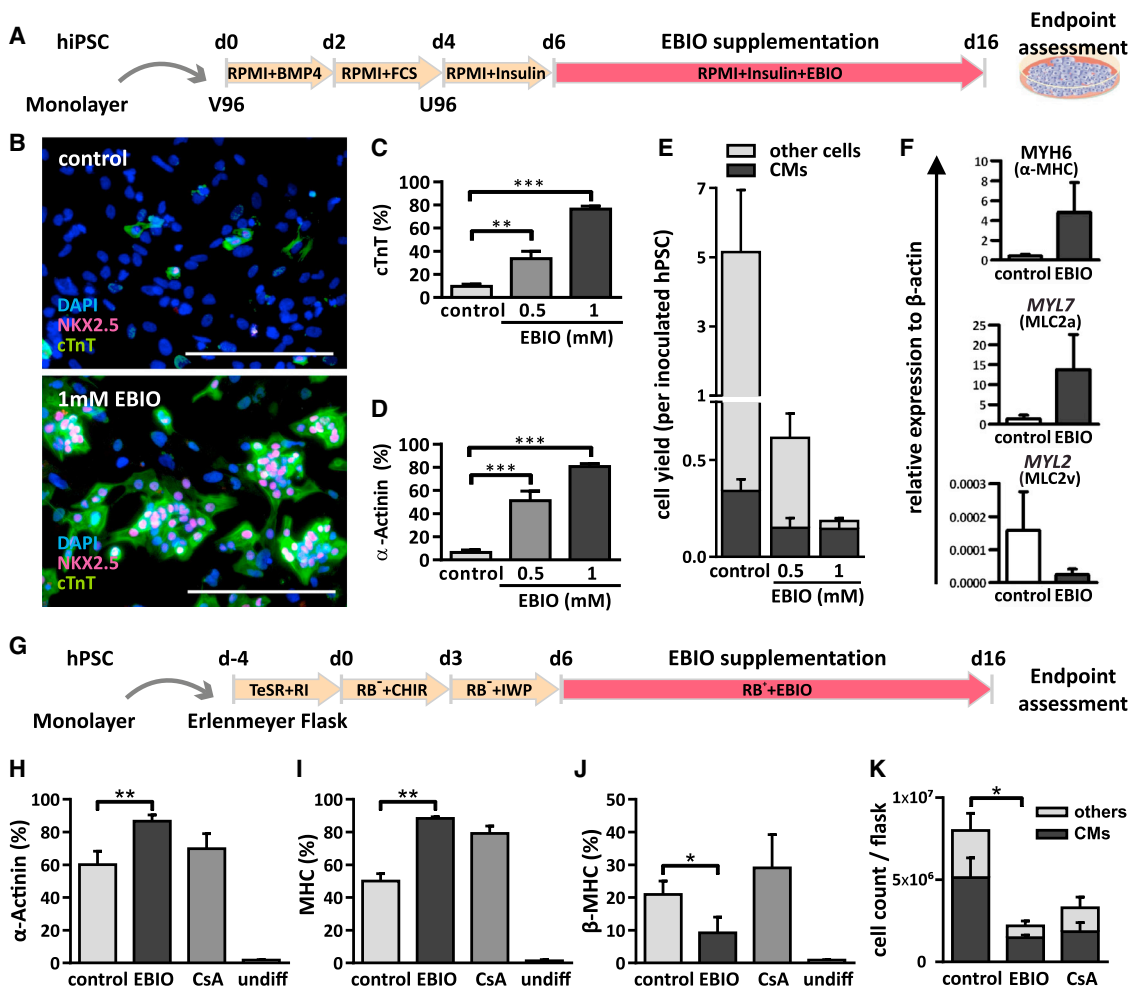 A
hiPSC
d0
d2
d4
d6
EBIO supplementation
d16
Endpoint
assessment
RPMI+BMP4
RPMI+FCS
RPMI+Insulin
RPMI+Insulin+EBIO
Monolayer
V96
U96
B
control
DAPI
NKX2.5
cTnT
1mM EBIO
DAPI
NKX2.5
cTnT
C
cTnT (%)
100
80
60
40
20
0
**
***
control
0.5
1
EBIO (mM)
D
α-Actinin (%)
100
80
60
40
20
0
***
***
control
0.5
1
EBIO (mM)
E
other cells
CMs
cell yield (per inoculated hPSC)
7
5
3
1
0.5
0.0
control
0.5
1
EBIO (mM)
F
relative expression to β-actin
MYH6
(α-MHC)
10
8
6
4
2
0
control EBIO
MYL7
(MLC2a)
25
20
15
10
5
0
control EBIO
MYL2
(MLC2v)
0.0003
0.0002
0.0001
0.0000
control EBIO
G
hPSC
d-4
d0
d3
d6
EBIO supplementation
d16
Endpoint
assessment
TeSR+RI
RB⁻+CHIR
RB⁻+IWP
RB⁺+EBIO
Monolayer
Erlenmeyer Flask
H
α-Actinin (%)
100
80
60
40
20
0
**
control EBIO CsA undiff
I
MHC (%)
100
80
60
40
20
0
**
control EBIO CsA undiff
J
β-MHC (%)
50
40
30
20
10
0
*
control EBIO CsA undiff
K
cell count / flask
1x10⁷
5x10⁶
0
*
others
CMs
control EBIO CsA